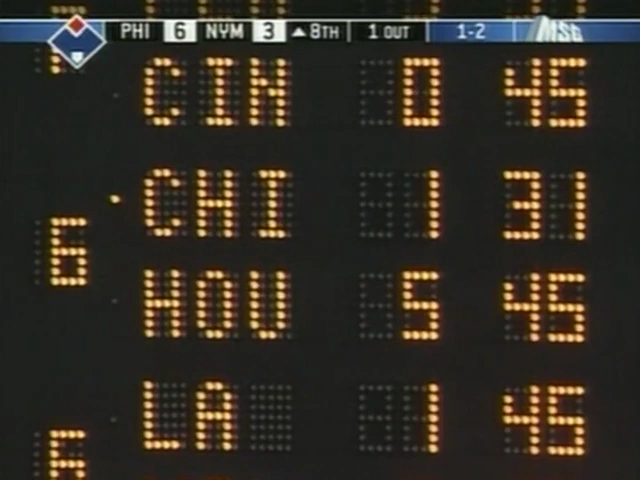 PHI 6 NYM 3 8TH 1 OUT 1-2 MSG
CIN 0 45
CHI 1 31
6
HOU 5 45
LA 1 45
6